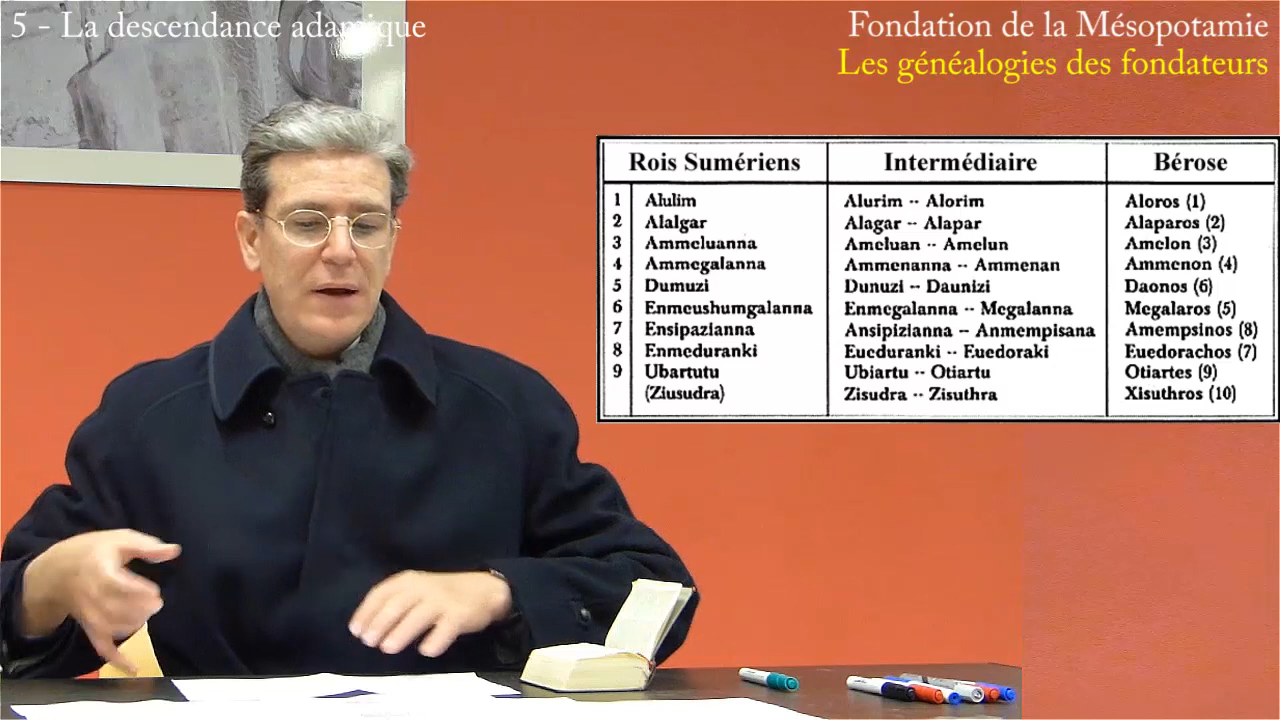 5 - La descendance adamique
Fondation de la Mésopotamie
Les généalogies des fondateurs
Rois Sumériens Intermédiaire Bérose
1 Alulim Alurim -- Alorim Aloros (1)
2 Alalgar Alagar -- Alapar Alaparos (2)
3 Ammeluanna Ameluan -- Amelun Amelon (3)
4 Ammegalanna Ammenanna -- Ammenan Ammenon (4)
5 Dumuzi Dunuzi -- Daunizi Daonos (6)
6 Enmeushumgalanna Enmegalanna -- Megalanna Megalaros (5)
7 Ensipazianna Ansipizianna -- Anmempisana Amempsinos (8)
8 Enmeduranki Eueduranki -- Euedoraki Euedorachos (7)
9 Ubartutu Ubiartu -- Otiartu Otiartes (9)
(Ziusudra) Zisudra -- Zisuthra Xisuthros (10)